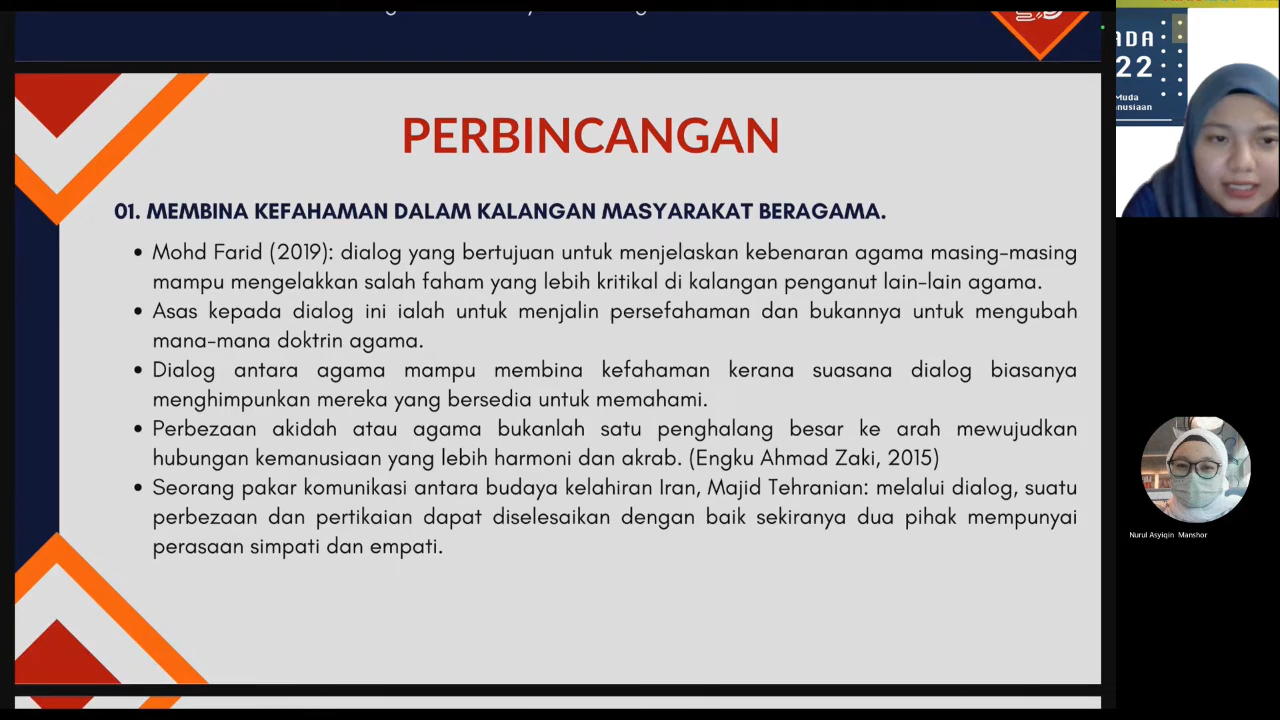 PERBINCANGAN
01. MEMBINA KEFAHAMAN DALAM KALANGAN MASYARAKAT BERAGAMA.
• Mohd Farid (2019): dialog yang bertujuan untuk menjelaskan kebenaran agama masing-masing
mampu mengelakkan salah faham yang lebih kritikal di kalangan penganut lain-lain agama.
• Asas kepada dialog ini ialah untuk menjalin persefahaman dan bukannya untuk mengubah
mana-mana doktrin agama.
• Dialog antara agama mampu membina kefahaman kerana suasana dialog biasanya
menghimpunkan mereka yang bersedia untuk memahami.
• Perbezaan akidah atau agama bukanlah satu penghalang besar ke arah mewujudkan
hubungan kemanusiaan yang lebih harmoni dan akrab. (Engku Ahmad Zaki, 2015)
• Seorang pakar komunikasi antara budaya kelahiran Iran, Majid Tehranian: melalui dialog, suatu
perbezaan dan pertikaian dapat diselesaikan dengan baik sekiranya dua pihak mempunyai
perasaan simpati dan empati.
ADA
22
Muda
nusiaan
Nurul Asyiqin Manshor